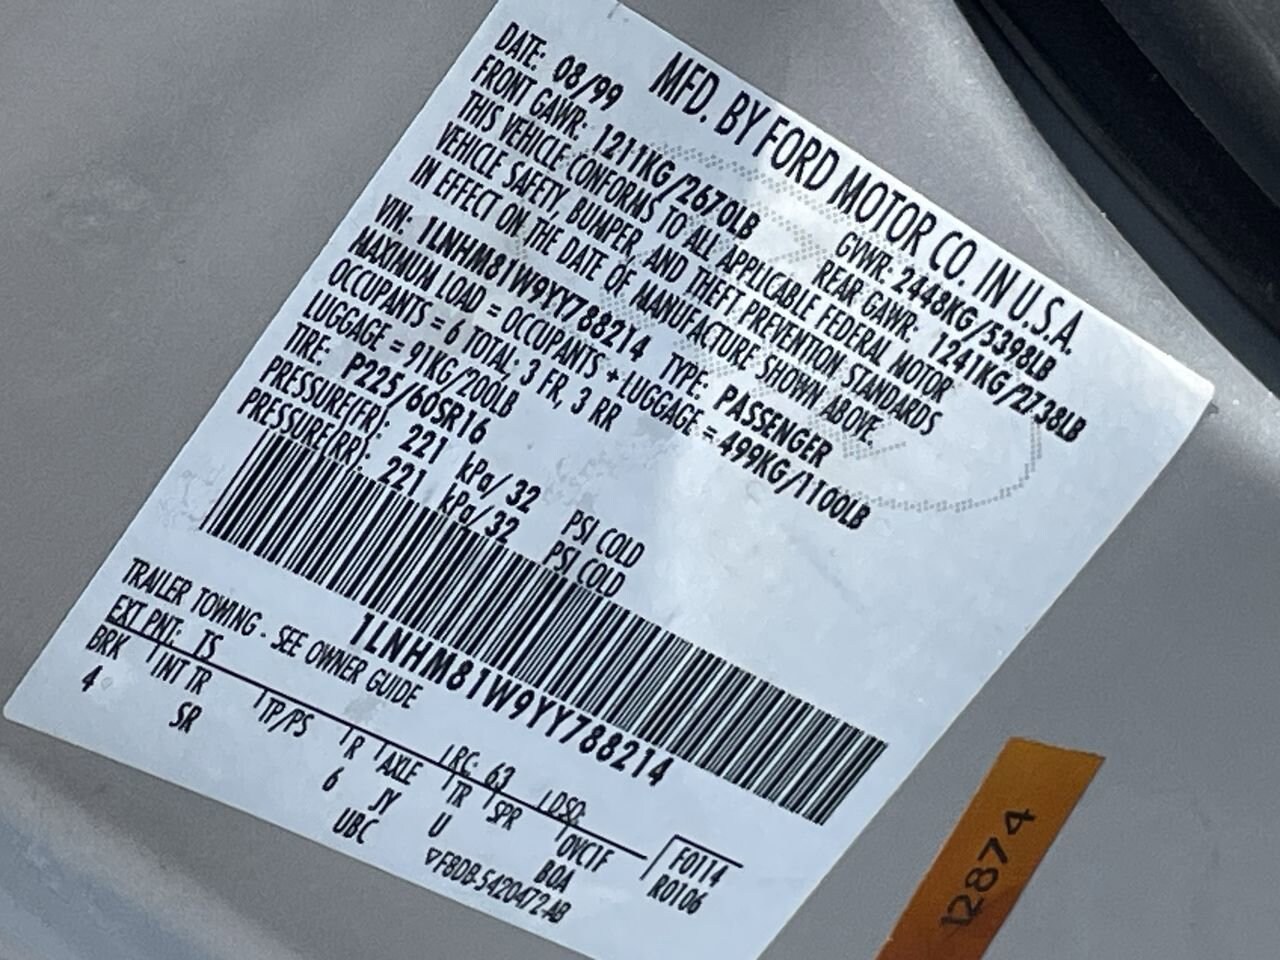 MFD. BY FORD MOTOR CO. IN U.S.A.
DATE: 08/99 GVWR: 2448KG/5398LB
FRONT GAWR: 1211KG/2670LB REAR GAWR: 1241KG/2738LB
THIS VEHICLE CONFORMS TO ALL APPLICABLE FEDERAL MOTOR
VEHICLE SAFETY, BUMPER, AND THEFT PREVENTION STANDARDS
IN EFFECT ON THE DATE OF MANUFACTURE SHOWN ABOVE.
VIN: 1LNHM81W9YY788214 TYPE: PASSENGER
MAXIMUM LOAD = OCCUPANTS + LUGGAGE = 499KG/1100LB
OCCUPANTS = 6 TOTAL: 3 FR, 3 RR
LUGGAGE = 91KG/200LB
TIRE: P225/60SR16
PRESSURE(FR): 221 kPa/ 32 PSI COLD
PRESSURE(RR): 221 kPa/ 32 PSI COLD
1LNHM81W9YY788214
TRAILER TOWING - SEE OWNER GUIDE
EXT PNT: TS RC: 63 DSO:
BRK INT TR TP/PS R AXLE TR SPR OVC1F
4 SR 6 JY U BOA
UBC
F0114
R0106
▽F8DB-5420472-AB
12874